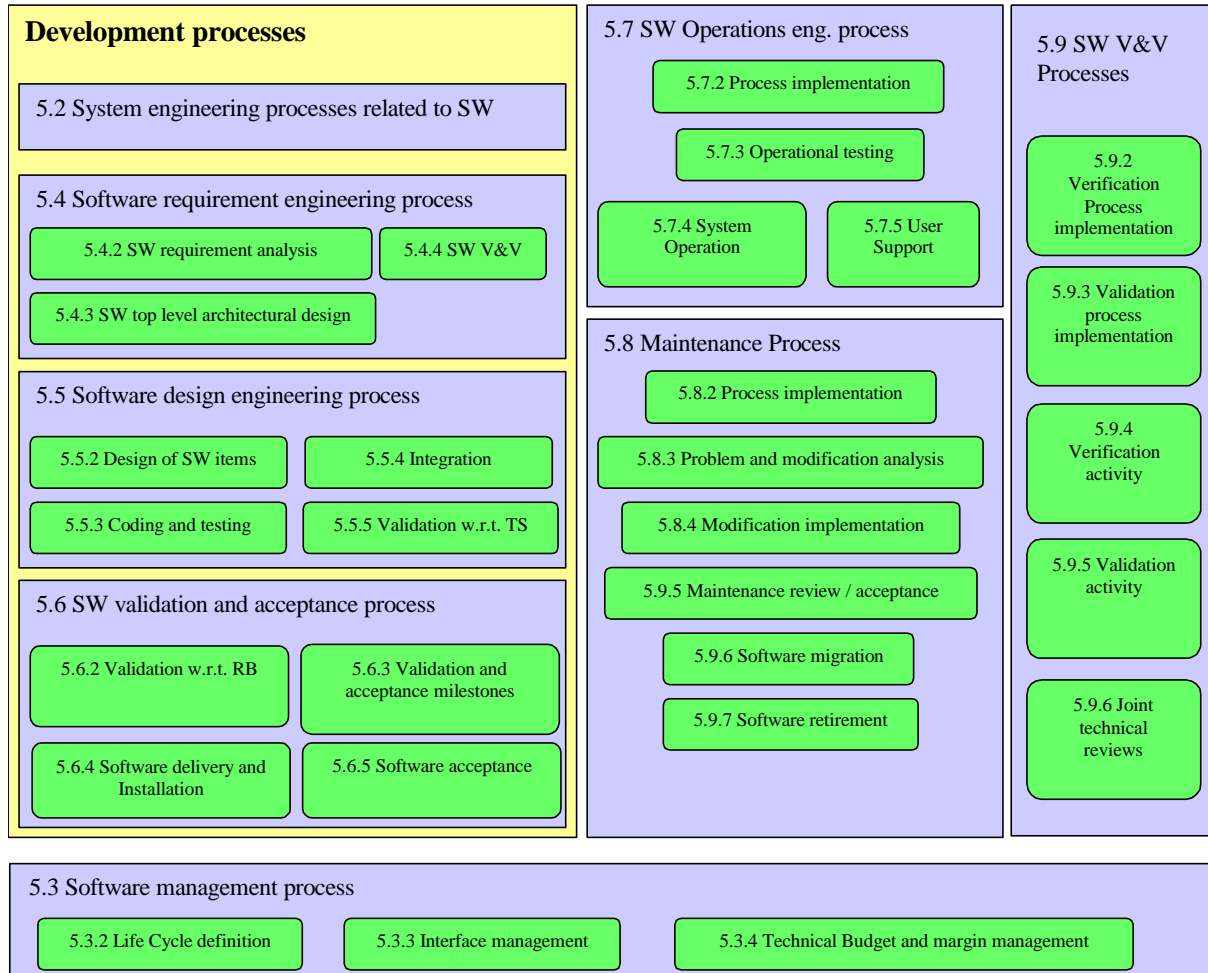 Development processes
5.2 System engineering processes related to SW
5.4 Software requirement engineering process
5.4.2 SW requirement analysis
5.4.4 SW V&V
5.4.3 SW top level architectural design
5.5 Software design engineering process
5.5.2 Design of SW items
5.5.4 Integration
5.5.3 Coding and testing
5.5.5 Validation w.r.t. TS
5.6 SW validation and acceptance process
5.6.2 Validation w.r.t. RB
5.6.3 Validation and
acceptance milestones
5.6.4 Software delivery and
Installation
5.6.5 Software acceptance
5.7 SW Operations eng. process
5.7.2 Process implementation
5.7.3 Operational testing
5.7.4 System
Operation
5.7.5 User
Support
5.8 Maintenance Process
5.8.2 Process implementation
5.8.3 Problem and modification analysis
5.8.4 Modification implementation
5.9.5 Maintenance review / acceptance
5.9.6 Software migration
5.9.7 Software retirement
5.9 SW V&V
Processes
5.9.2
Verification
Process
implementation
5.9.3 Validation
process
implementation
5.9.4
Verification
activity
5.9.5 Validation
activity
5.9.6 Joint
technical
reviews
5.3 Software management process
5.3.2 Life Cycle definition
5.3.3 Interface management
5.3.4 Technical Budget and margin management